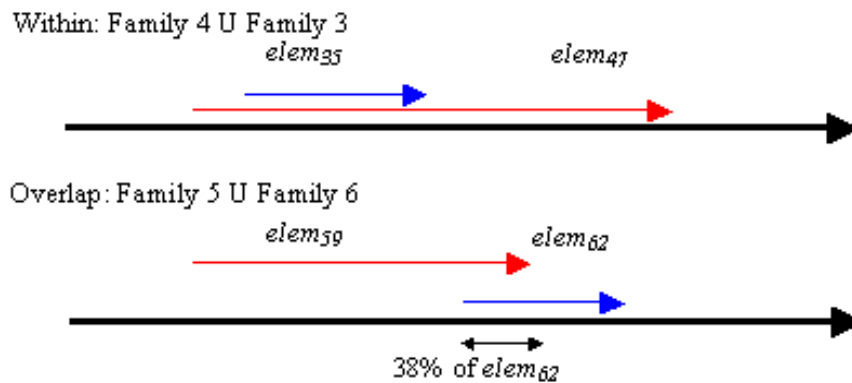 Within: Family 4 U Family 3
elem35 elem47
Overlap: Family 5 U Family 6
elem59 elem62
38% of elem62